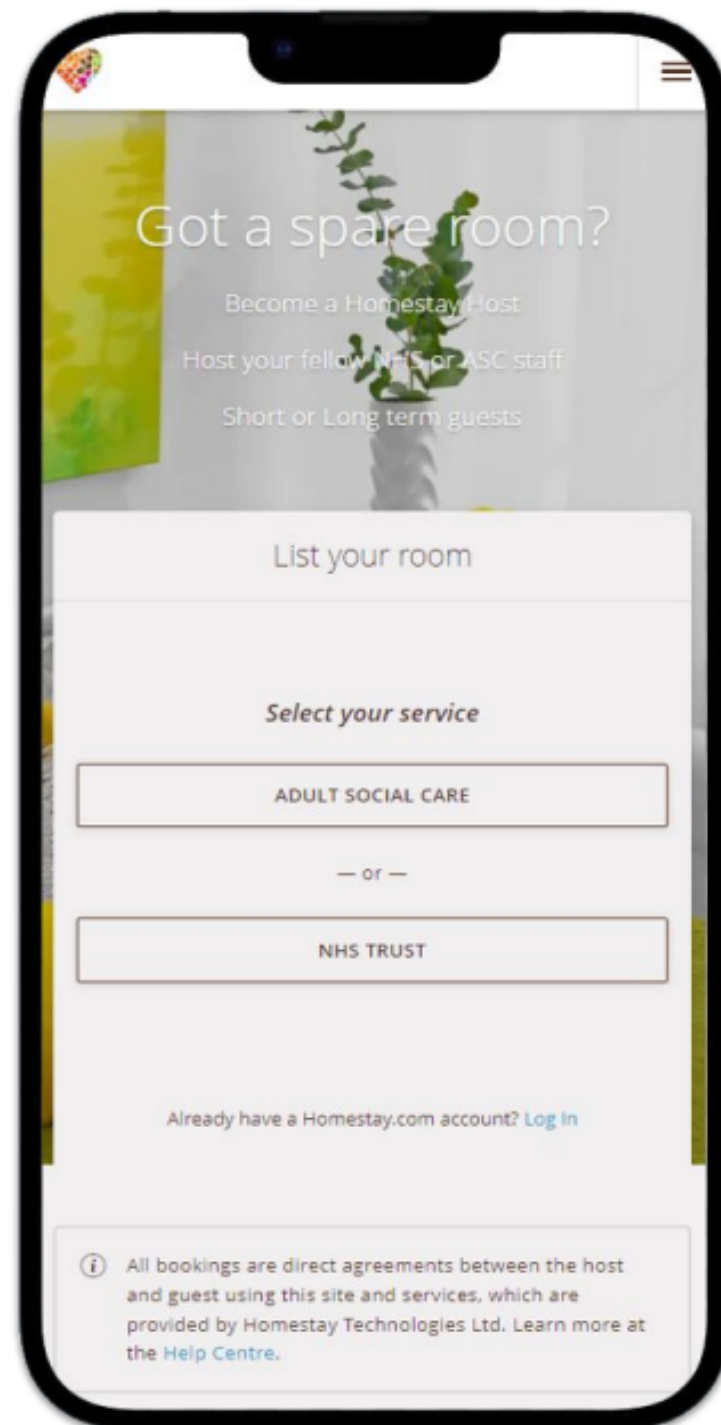 Got a spare room?
Become a Homestay Host
Host your fellow NHS or ASC staff
Short or Long term guests
List your room
Select your service
ADULT SOCIAL CARE
— or —
NHS TRUST
Already have a Homestay.com account? Log In
All bookings are direct agreements between the host
and guest using this site and services, which are
provided by Homestay Technologies Ltd. Learn more at
the Help Centre.